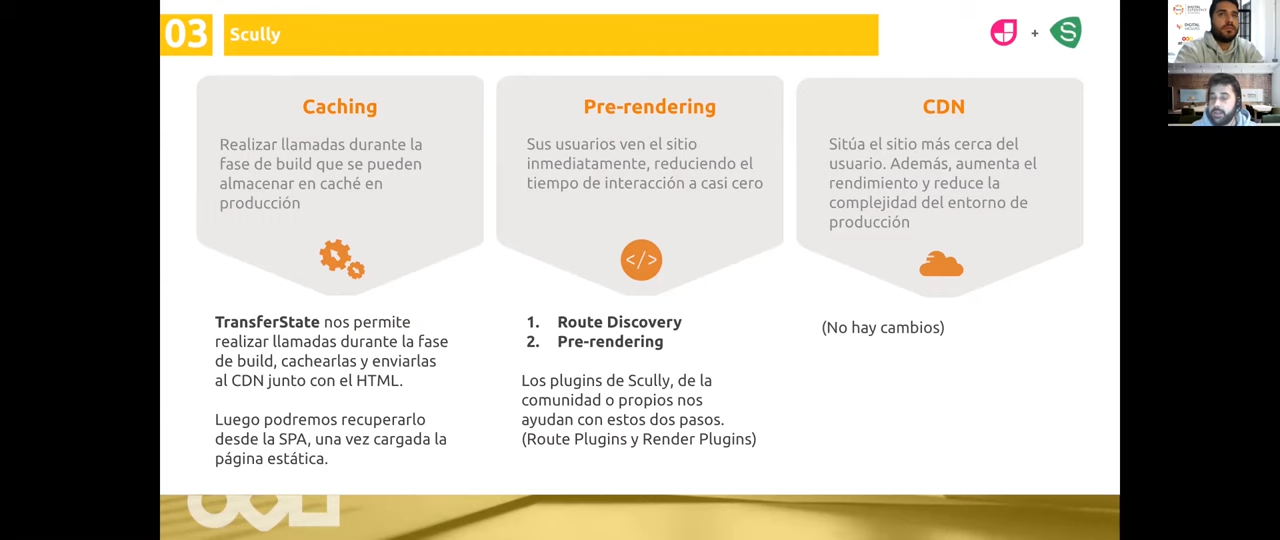 03
Scully
+
Caching
Realizar llamadas durante la
fase de build que se pueden
almacenar en caché en
producción
TransferState nos permite
realizar llamadas durante la fase
de build, cachearlas y enviarlas
al CDN junto con el HTML.
Luego podremos recuperarlo
desde la SPA, una vez cargada la
página estática.
Pre-rendering
Sus usuarios ven el sitio
inmediatamente, reduciendo el
tiempo de interacción a casi cero
</>
1. Route Discovery
2. Pre-rendering
Los plugins de Scully, de la
comunidad o propios nos
ayudan con estos dos pasos.
(Route Plugins y Render Plugins)
CDN
Sitúa el sitio más cerca del
usuario. Además, aumenta el
rendimiento y reduce la
complejidad del entorno de
producción
(No hay cambios)